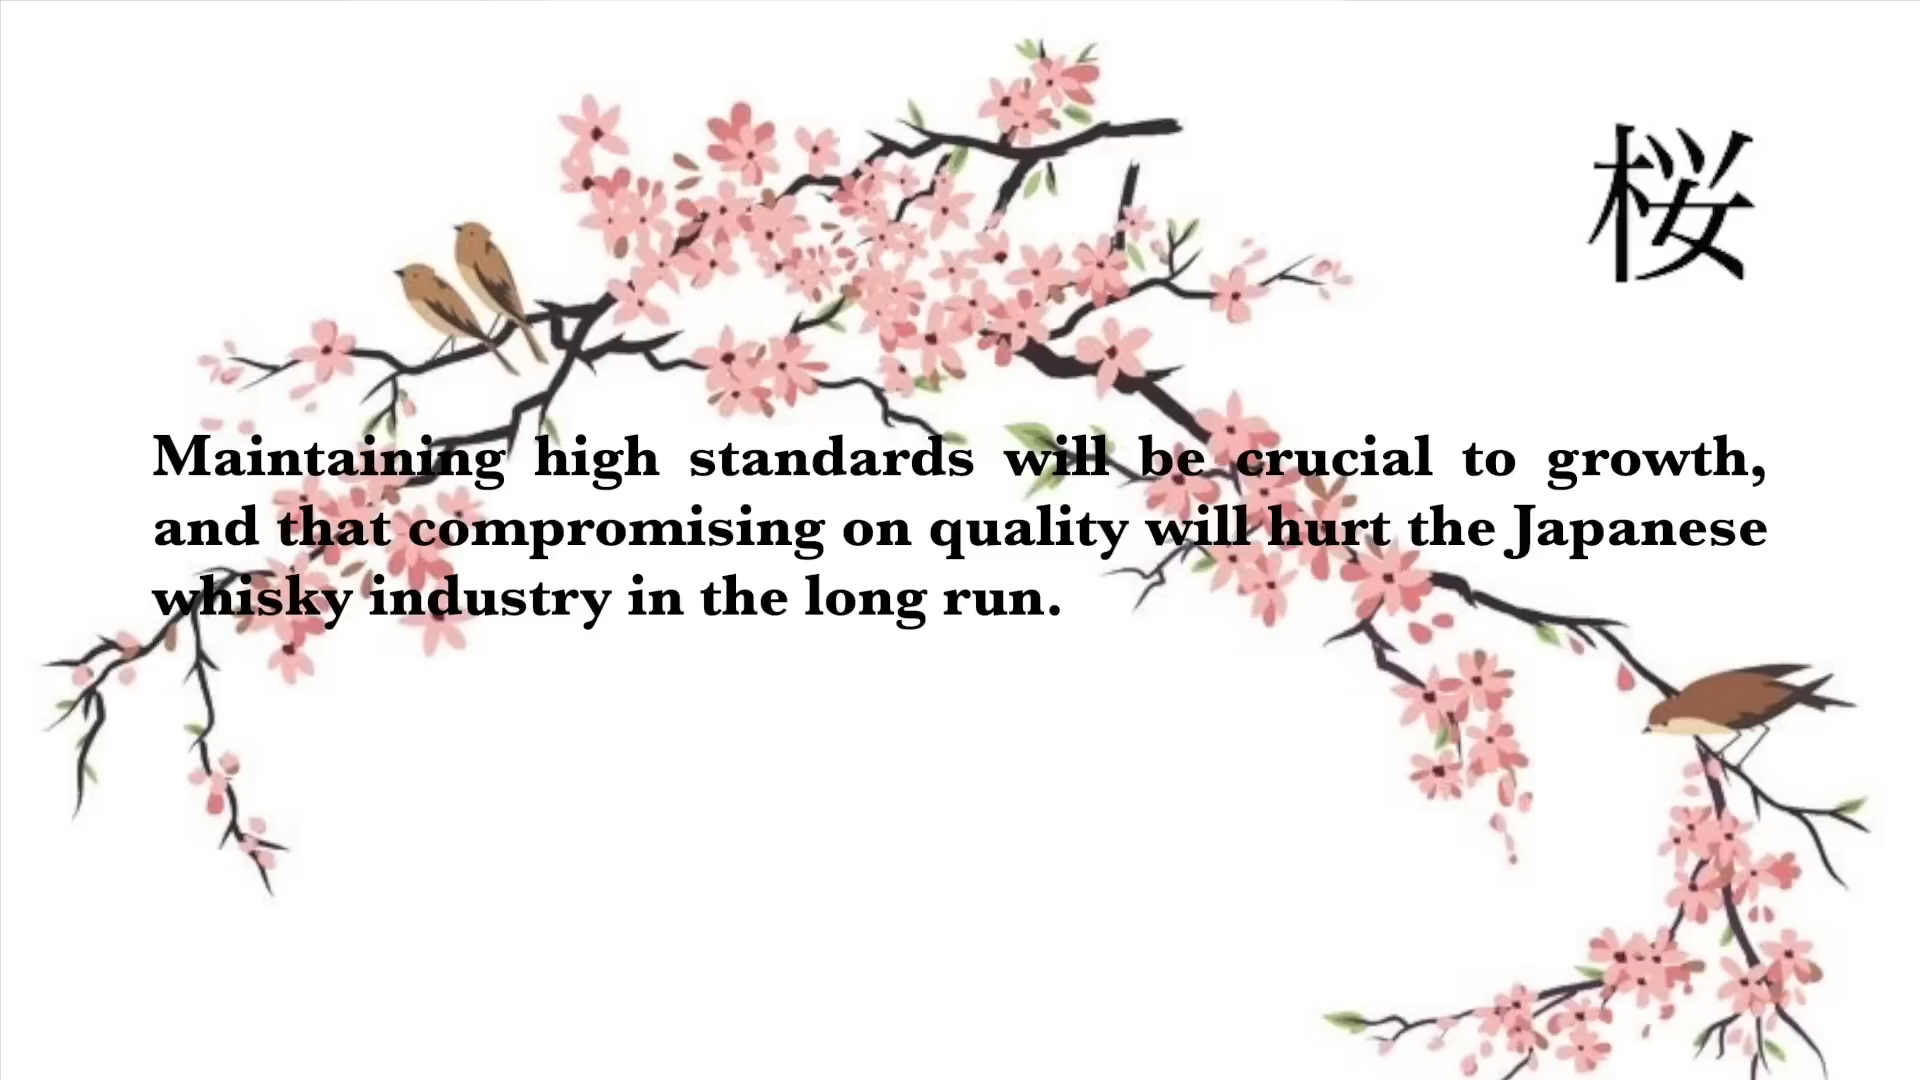 桜
Maintaining high standards will be crucial to growth,
and that compromising on quality will hurt the Japanese
whisky industry in the long run.